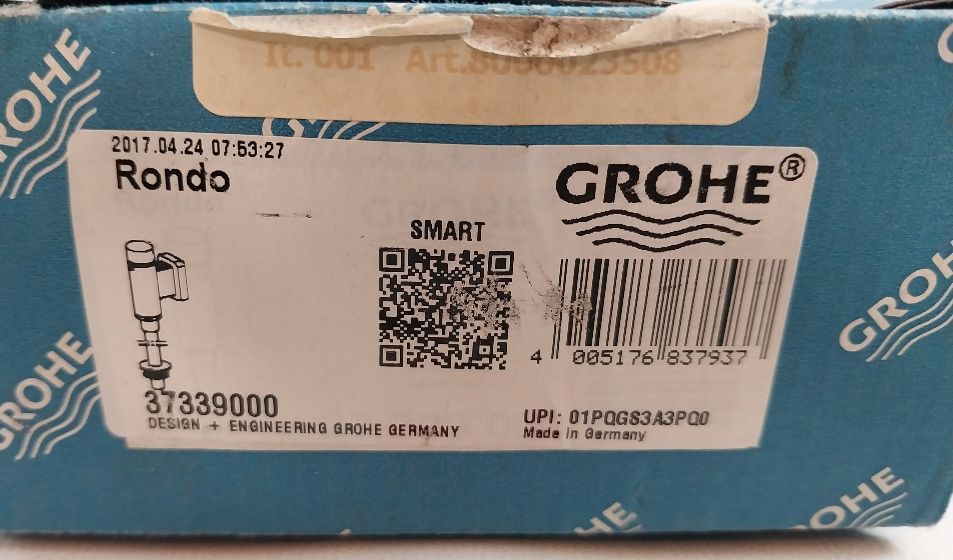 It. 001 Art.8000023508
2017.04.24 07:53:27
Rondo
GROHE®
SMART
4 005176 837937
37339000
DESIGN + ENGINEERING GROHE GERMANY
UPI: 01PQGS3A3PQ0
Made in Germany
GROHE
GROHE
GROHE
GROHE